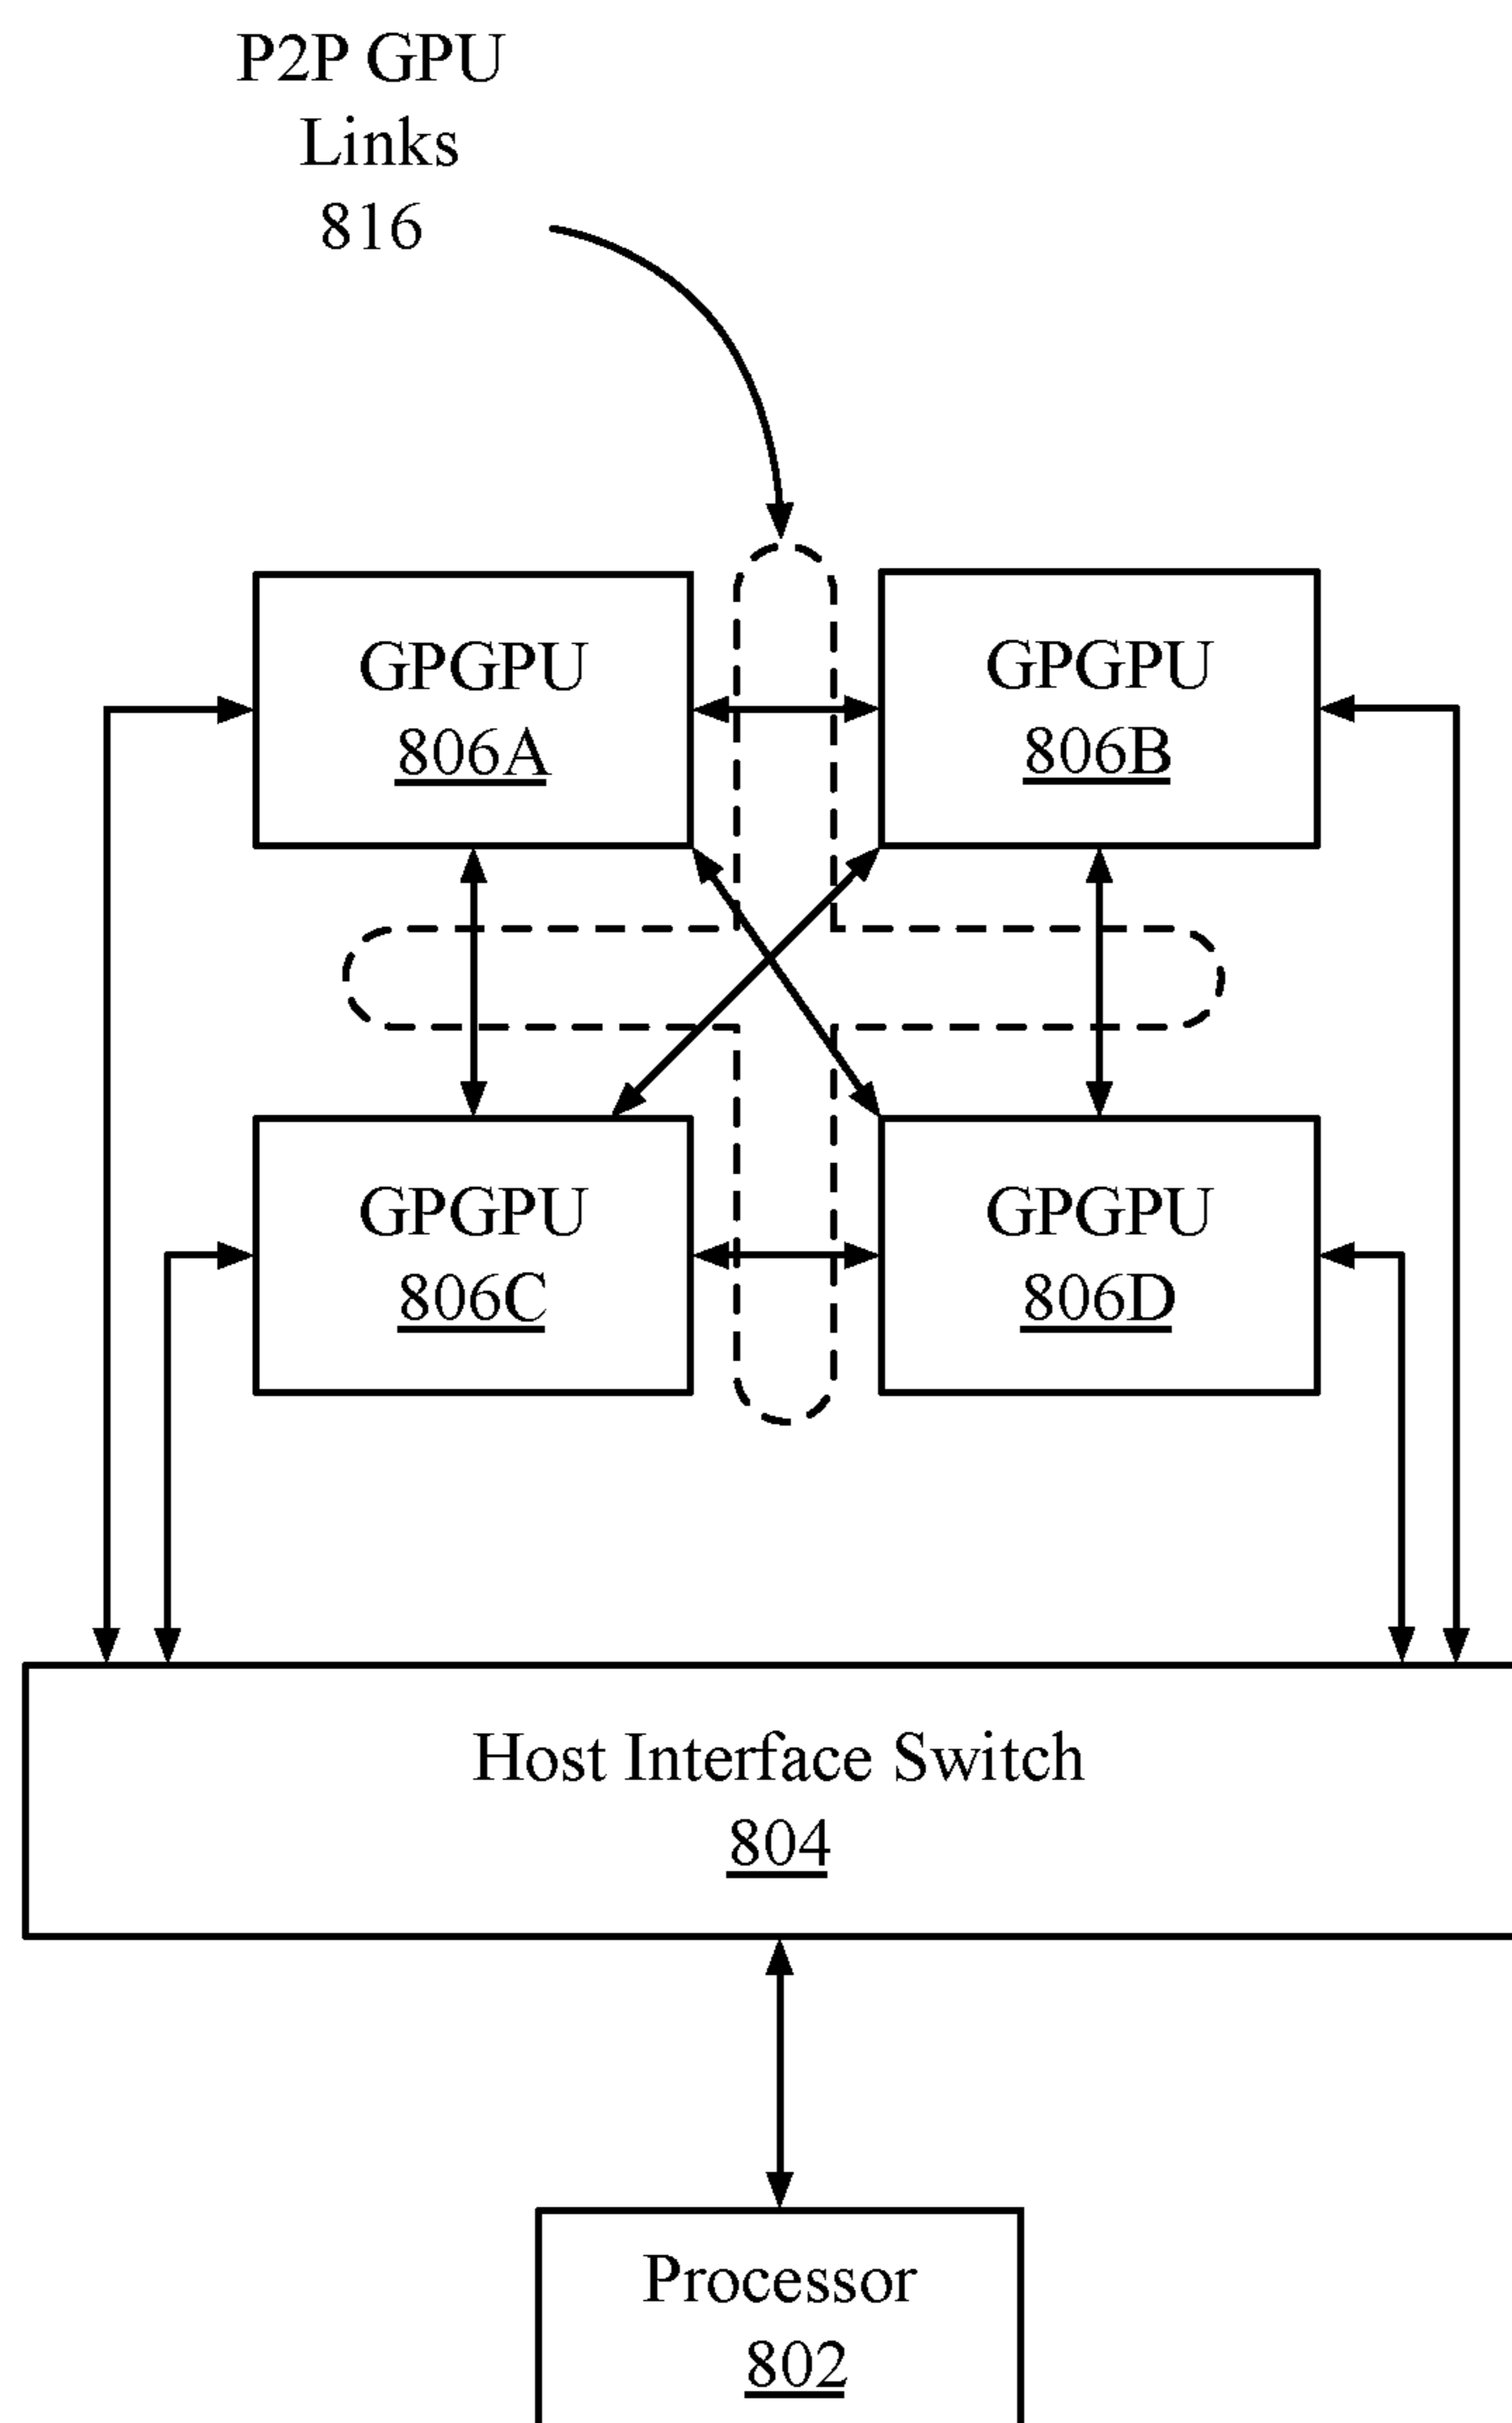 P2P GPU
Links
816
GPGPU
806A
GPGPU
806B
GPGPU
806C
GPGPU
806D
Host Interface Switch
804
Processor
802